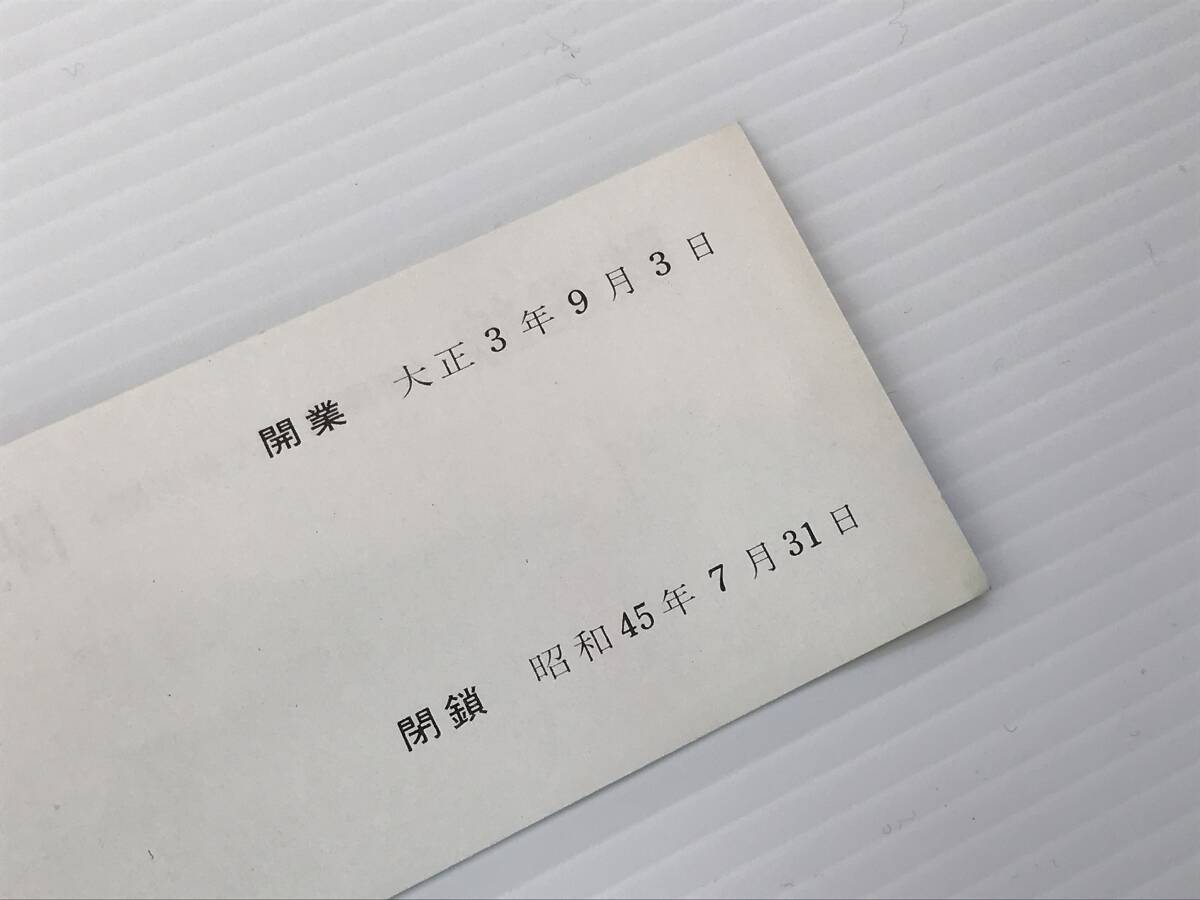 開業 大正3年9月3日
閉鎖 昭和45年7月31日